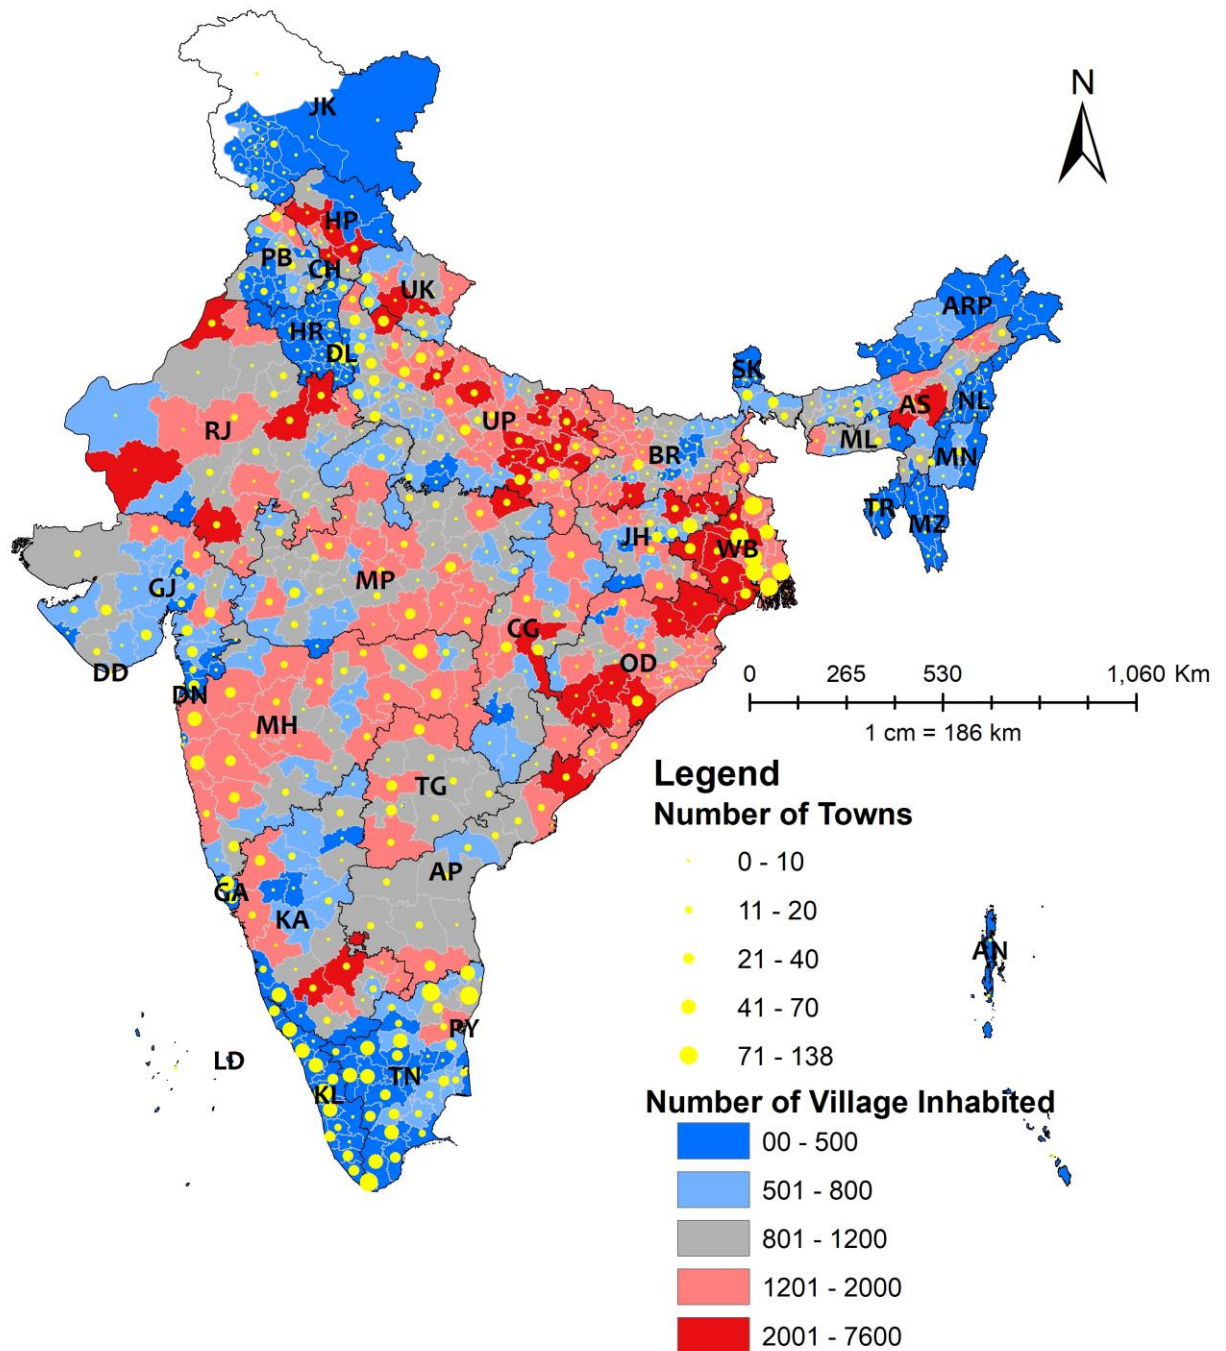 N
JK
HP
PB
CH
UK
HR
DL
ARP
SK
RJ
UP
AS
NL
BR
ML
MN
TR
MZ
JH
WB
GJ
MP
CG
OD
DD
DN
MH
0 265 530 1,060 Km
1 cm = 186 km
TG
AP
GA
KA
AN
PY
LD
TN
KL
Legend
Number of Towns
0 - 10
11 - 20
21 - 40
41 - 70
71 - 138
Number of Village Inhabited
00 - 500
501 - 800
801 - 1200
1201 - 2000
2001 - 7600